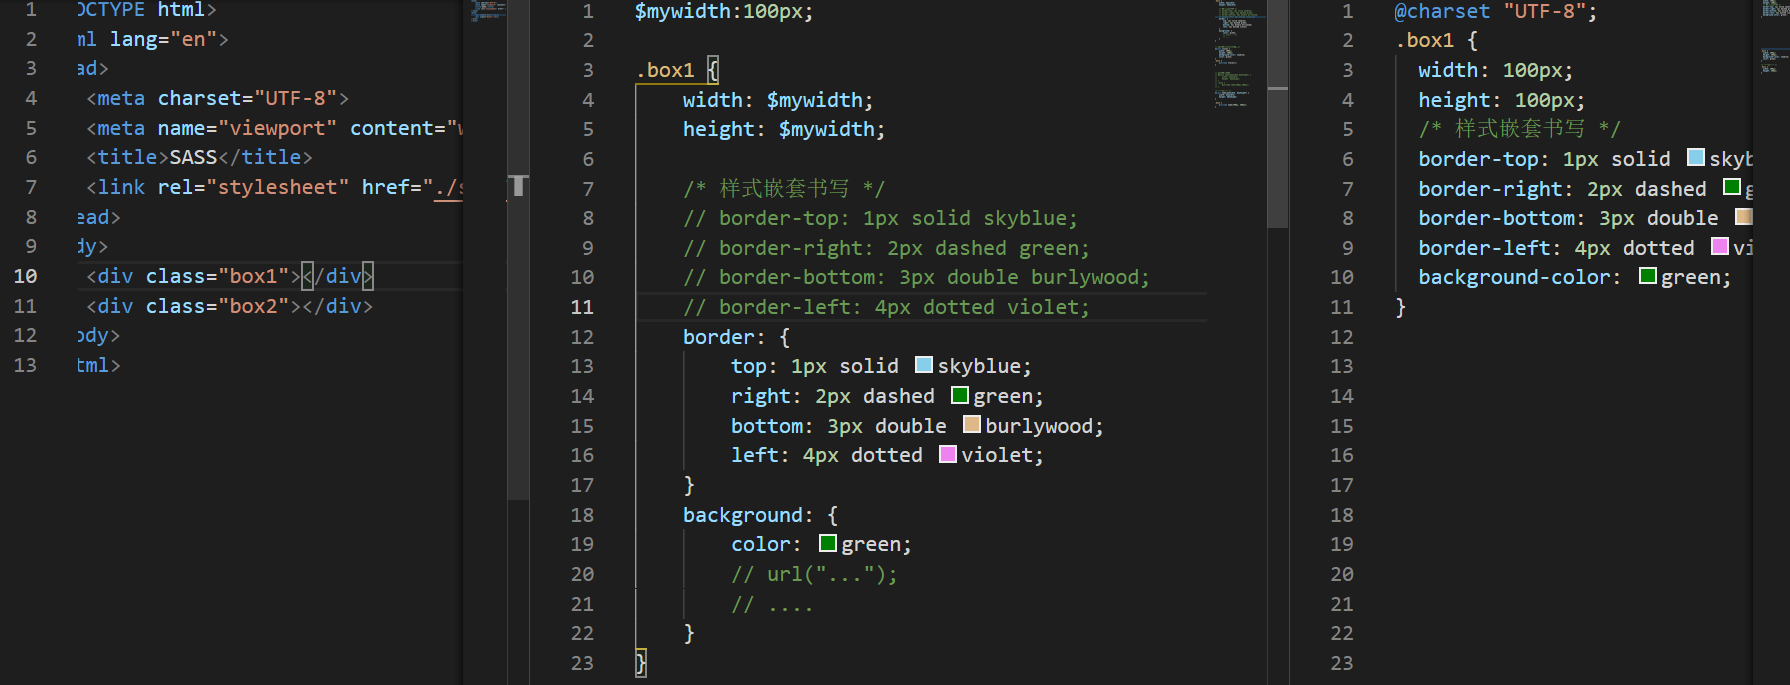 1 OCTYPE html>
2 ml lang="en">
3 ad>
4 <meta charset="UTF-8">
5 <meta name="viewport" content="
6 <title>SASS</title>
7 <link rel="stylesheet" href="./
8 ead>
9 dy>
10 <div class="box1"></div>
11 <div class="box2"></div>
12 ody>
13 tml>
1 $mywidth:100px;
2
3 .box1 {
4 width: $mywidth;
5 height: $mywidth;
6
7 /* 样式嵌套书写 */
8 // border-top: 1px solid skyblue;
9 // border-right: 2px dashed green;
10 // border-bottom: 3px double burlywood;
11 // border-left: 4px dotted violet;
12 border: {
13 top: 1px solid skyblue;
14 right: 2px dashed green;
15 bottom: 3px double burlywood;
16 left: 4px dotted violet;
17 }
18 background: {
19 color: green;
20 // url("...");
21 // ....
22 }
23 }
1 @charset "UTF-8";
2 .box1 {
3 width: 100px;
4 height: 100px;
5 /* 样式嵌套书写 */
6 border-top: 1px solid skyb
7 border-right: 2px dashed g
8 border-bottom: 3px double
9 border-left: 4px dotted vi
10 background-color: green;
11 }
12
13
14
15
16
17
18
19
20
21
22
23